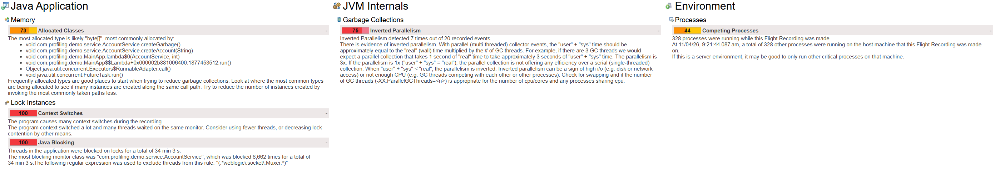 Java Application
Memory
73 Allocated Classes -
The most allocated type is likely "byte[]", most commonly allocated by:
• void com.profiling.demo.service.AccountService.createGarbage()
• void com.profiling.demo.service.AccountService.createAccount(String)
• void com.profiling.demo.MainApp.lambda$0(AccountService, int)
• void com.profiling.demo.MainApp$$Lambda+0x000002b881006400.1877453512.run()
• Object java.util.concurrent.Executors$RunnableAdapter.call()
• void java.util.concurrent.FutureTask.run()
Frequently allocated types are good places to start when trying to reduce garbage collections. Look at where the most common types
are being allocated to see if many instances are created along the same call path. Try to reduce the number of instances created by
invoking the most commonly taken paths less.
Lock Instances
100 Context Switches -
The program causes many context switches during the recording.
The program context switched a lot and many threads waited on the same monitor. Consider using fewer threads, or decreasing lock
contention by other means.
100 Java Blocking -
Threads in the application were blocked on locks for a total of 34 min 3 s.
The most blocking monitor class was "com.profiling.demo.service.AccountService", which was blocked 8,662 times for a total of
34 min 3 s.The following regular expression was used to exclude threads from this rule: "(.*weblogic\.socket\.Muxer.*)"
JVM Internals
Garbage Collections
75 Inverted Parallelism -
Inverted Parallelism detected 7 times out of 20 recorded events.
There is evidence of inverted parallelism. With parallel (multi-threaded) collector events, the "user" + "sys" time should be
approximately equal to the "real" (wall) time multiplied by the # of GC threads. For example, if there are 3 GC threads we would
expect a parallel collection that takes 1 second of "real" time to take approximately 3 seconds of "user" + "sys" time. The parallelism is
3x. If the parallelism is 1x ("user" + "sys" = "real"), the parallel collection is not offering any efficiency over a serial (single-threaded)
collection. When "user" + "sys" < "real", the parallelism is inverted. Inverted parallelism can be a sign of high i/o (e.g. disk or network
access) or not enough CPU (e.g. GC threads competing with each other or other processes). Check for swapping and if the number
of GC threads (-XX:ParallelGCThreads=<n>) is appropriate for the number of cpu/cores and any processes sharing cpu.
Environment
Processes
44 Competing Processes -
328 processes were running while this Flight Recording was made.
At 11/04/26, 9:21:44.087 am, a total of 328 other processes were running on the host machine that this Flight Recording was made
on.
If this is a server environment, it may be good to only run other critical processes on that machine.